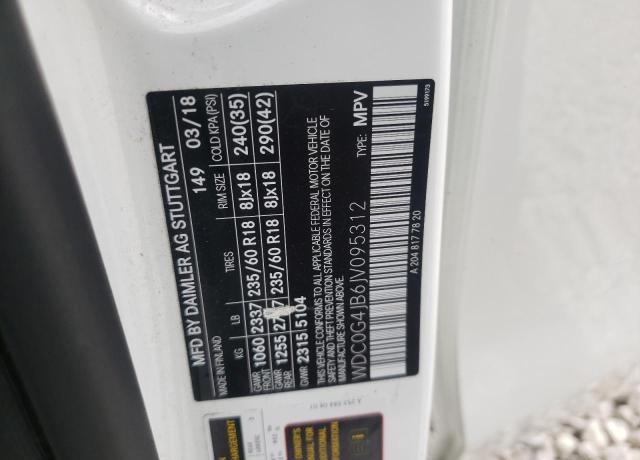 MFD BY DAIMLER AG STUTTGART
MADE IN FINLAND 149 03/18
KG LB TIRES RIM SIZE COLD KPA(PSI)
GAWR FRONT 1060 2337 235/60 R18 8Jx18 240(35)
GAWR REAR 1255 235/60 R18 8Jx18 290(42)
GVWR 2315 5104
THIS VEHICLE CONFORMS TO ALL APPLICABLE FEDERAL MOTOR VEHICLE
SAFETY AND THEFT PREVENTION STANDARDS IN EFFECT ON THE DATE OF
MANUFACTURE SHOWN ABOVE.
WDC0G4JB6JV095312 TYPE: MPV
A 204 817 78 20
5199173